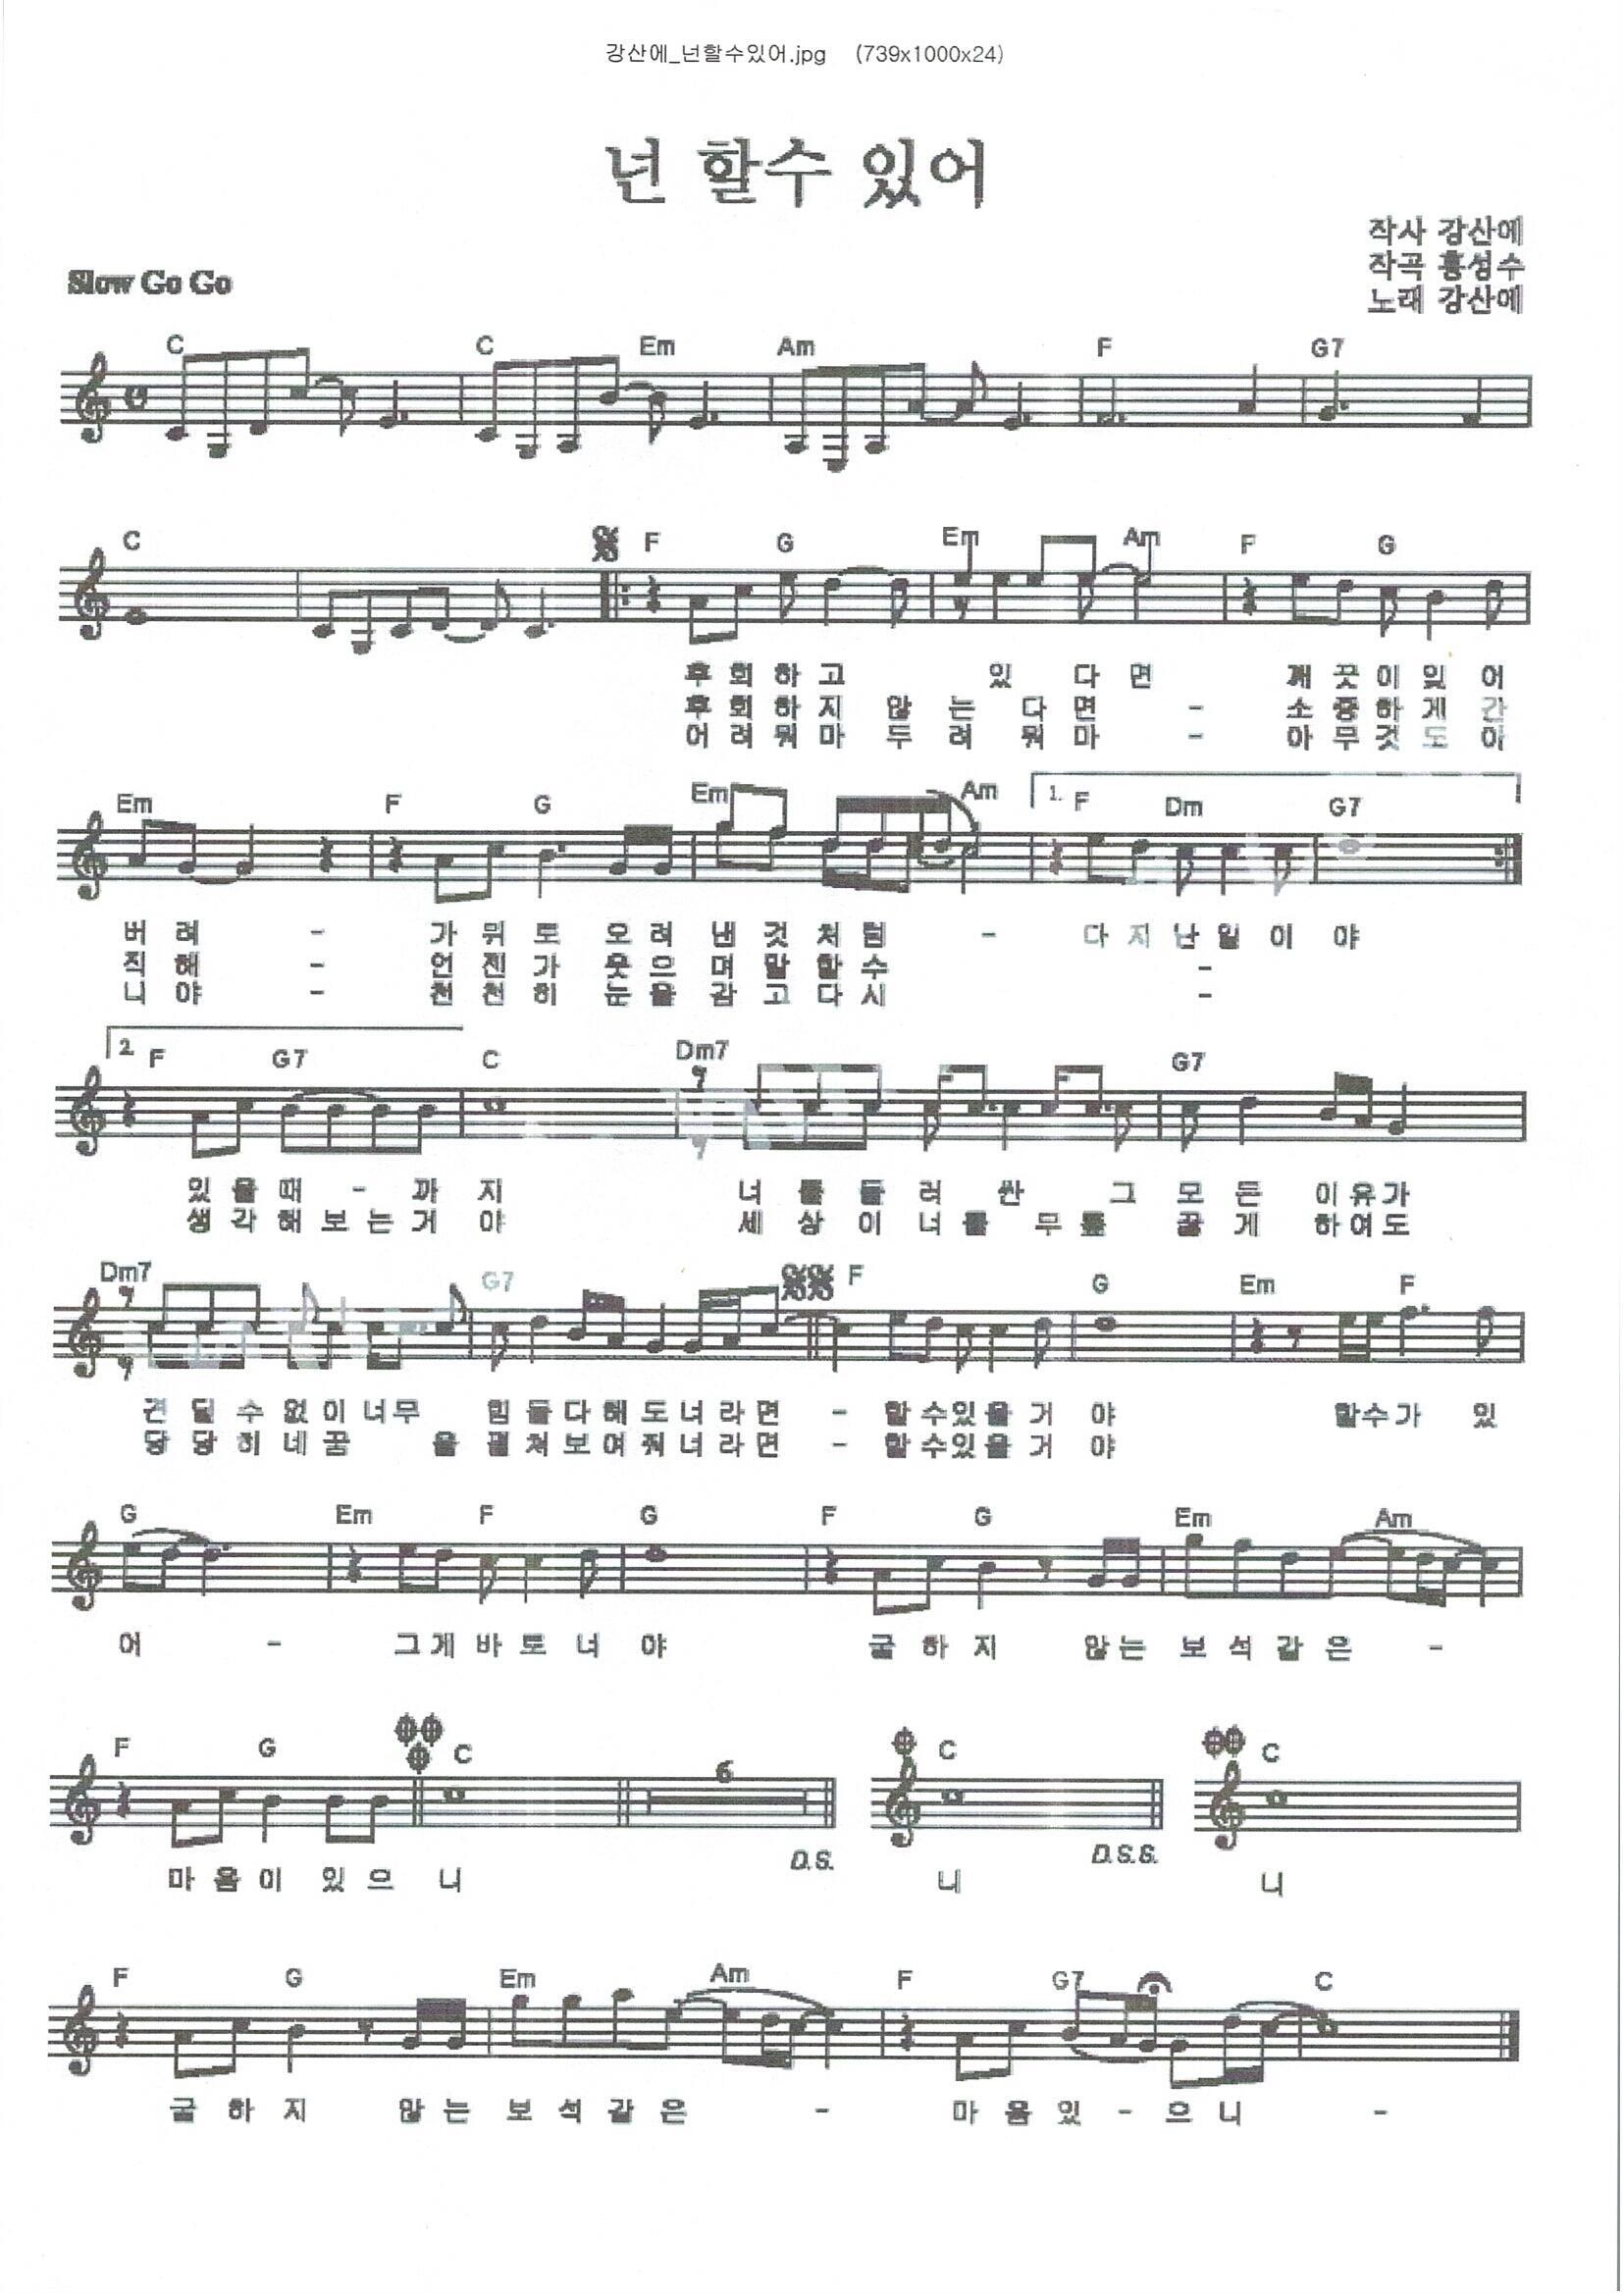 강산에_넌할수있어.jpg (739x1000x24)
넌 할수 있어
작사 강산에
작곡 홍성수
노래 강산에
Slow Go Go
C C Em Am F G7
C F G Em Am F G
후회하고 있 다 면 깨 끗 이 잊 어
후회하지 않 는 다 면 - 소 중 하 게 간
어려워마 두 려 워 마 - 아 무 것 도 아
Em F G Em Am 1. F Dm G7
버 려 - 가 위 로 오 려 낸 것 처 럼 - 다 지 난 일 이 야
직 해 - 언 젠 가 웃 으 며 말 할 수 -
니 야 - 천 천 히 눈 을 감 고 다 시 -
2. F G7 C Dm7 G7
있 을 때 - 까 지 너 를 둘 러 싼 그 모 든 이 유 가
생 각 해 보 는 거 야 세 상 이 너 를 무 릎 꿇 게 하 여 도
Dm7 G7 F G Em F
견 딜 수 없 이 너 무 힘 들 다 해 도 너 라 면 - 할 수 있 을 거 야 할 수 가 있
당 당 히 네 꿈 을 펼 쳐 보 여 줘 너 라 면 - 할 수 있 을 거 야
G Em F G F G Em Am
어 - 그 게 바 로 너 야 굴 하 지 않 는 보 석 같 은 -
F G C 6 C C
D.S. D.S.S.
마 음 이 있 으 니 니 니
F G Em Am F G7 C
굴 하 지 않 는 보 석 같 은 - 마 음 있 - 으 니 -